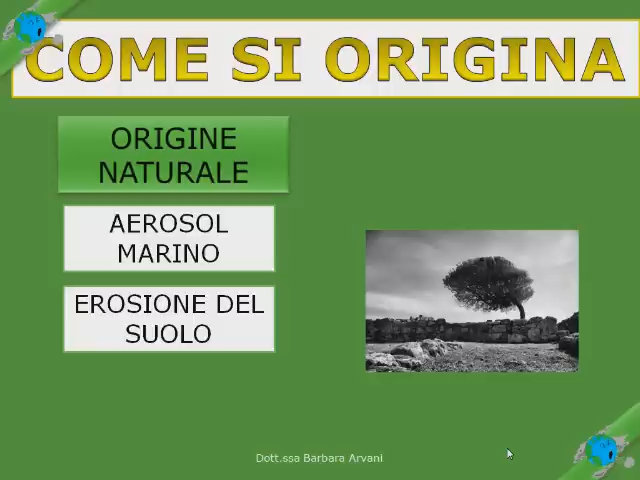 COME SI ORIGINA
ORIGINE
NATURALE
AEROSOL
MARINO
EROSIONE DEL
SUOLO
Dott.ssa Barbara Arvani